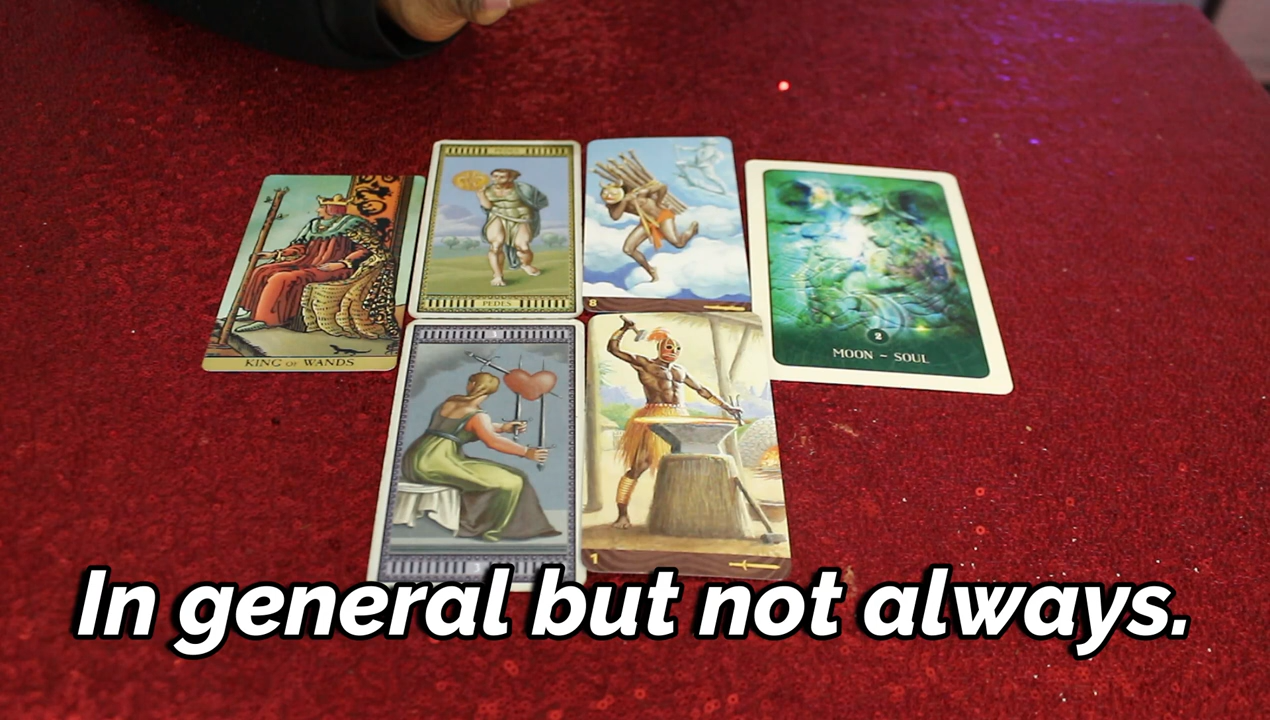 KING OF WANDS
PEDES
8
2
MOON ~ SOUL
1
In general but not always.